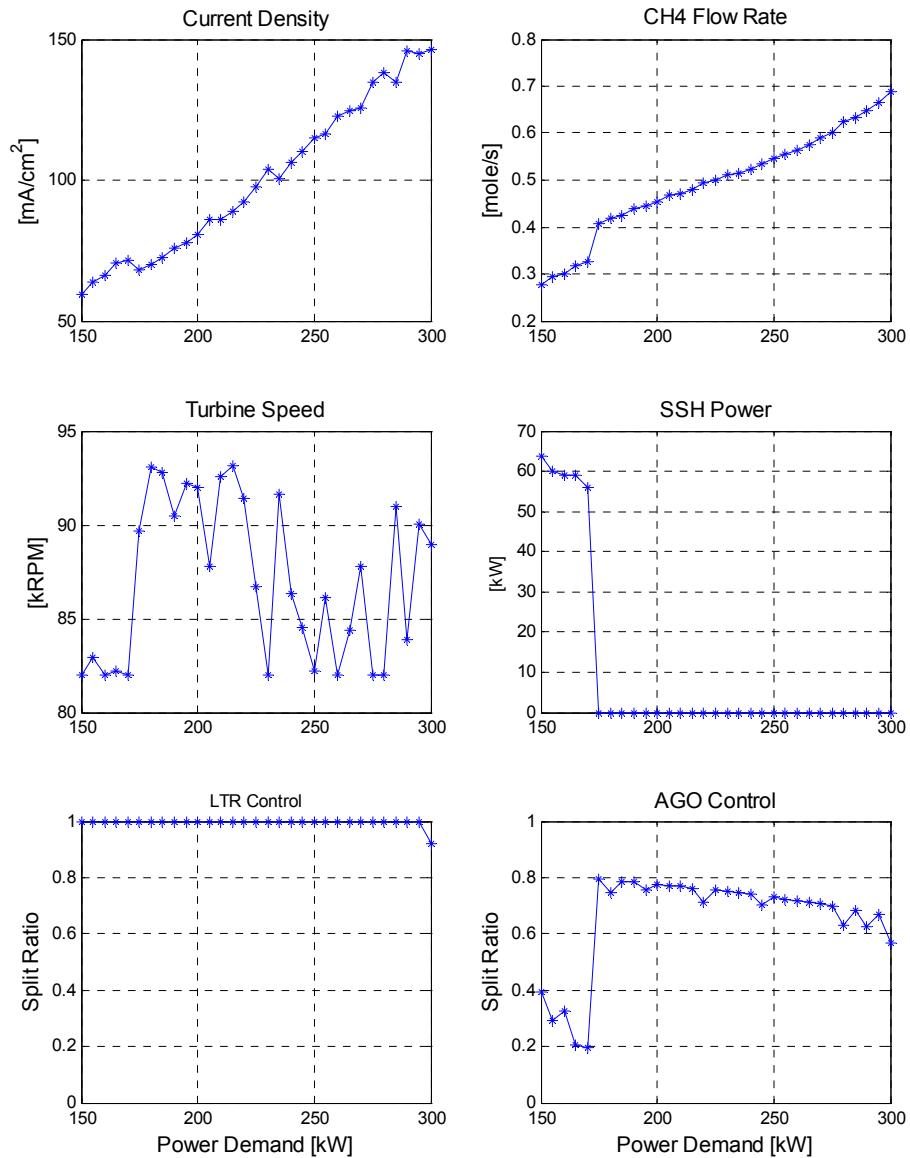 Current Density
150
100
50
[mA/cm2]
150 200 250 300
CH4 Flow Rate
0.8
0.7
0.6
0.5
0.4
0.3
0.2
[mole/s]
150 200 250 300
Turbine Speed
95
90
85
80
[kRPM]
150 200 250 300
SSH Power
70
60
50
40
30
20
10
0
[kW]
150 200 250 300
LTR Control
1
0.8
0.6
0.4
0.2
0
Split Ratio
150 200 250 300
Power Demand [kW]
AGO Control
1
0.8
0.6
0.4
0.2
0
Split Ratio
150 200 250 300
Power Demand [kW]